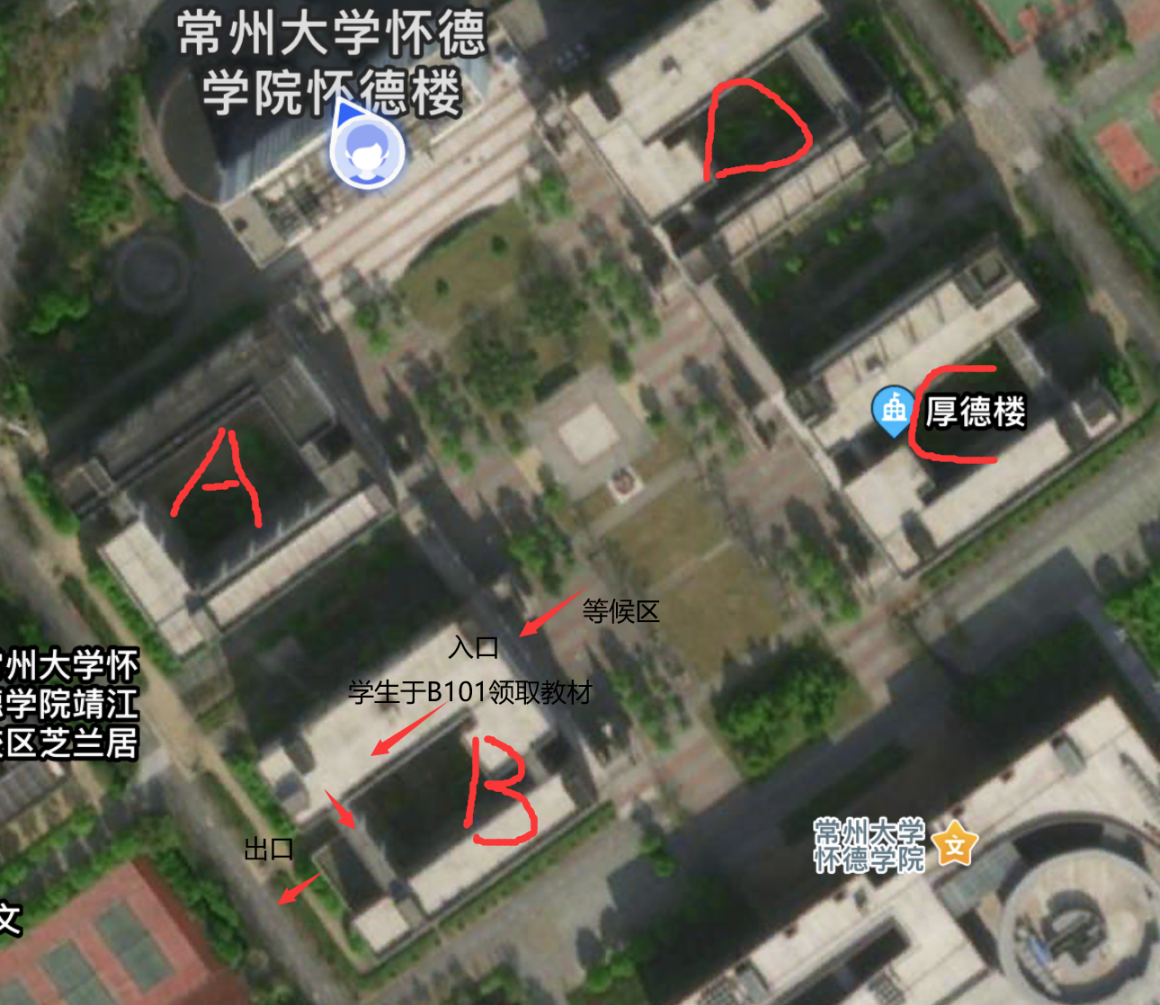 常州大学怀德
学院怀德楼
D
厚德楼
C
A
等候区
入口
州大学怀
学院靖江
区芝兰居
学生于B101领取教材
B
出口
常州大学
怀德学院
文
文